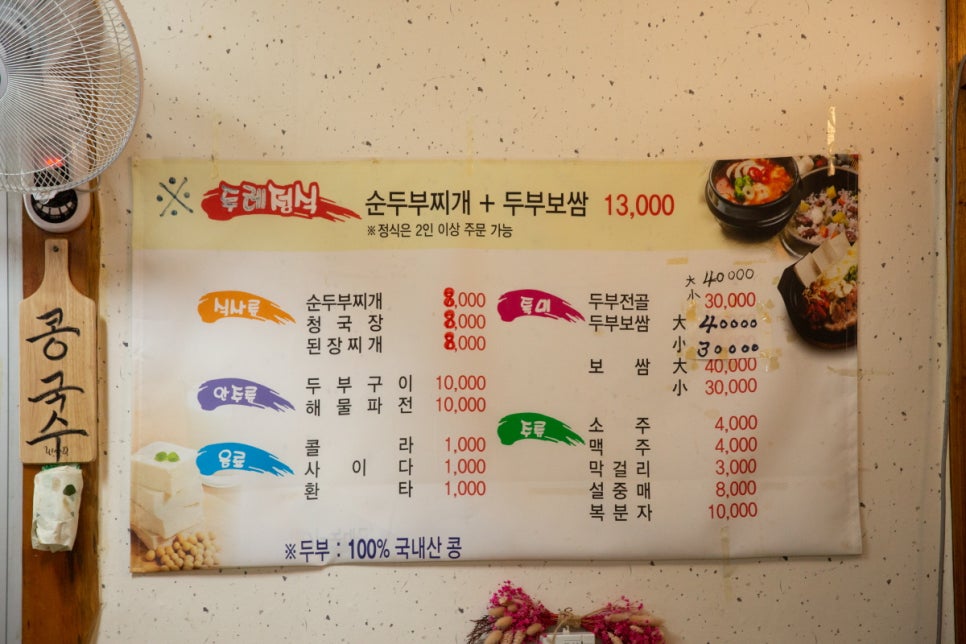 콩국수
※ 두레정식 순두부찌개 + 두부보쌈 13,000
※정식은 2인 이상 주문 가능
식사류
순두부찌개 8,000
청국장 8,000
된장찌개 8,000
안주류
두부구이 10,000
해물파전 10,000
음료
콜라 1,000
사이다 1,000
환타 1,000
특미
大 40000
두부전골 小 30,000
두부보쌈 大 40000
小 30000
보쌈 大 40,000
小 30,000
주류
소주 4,000
맥주 4,000
막걸리 3,000
설중매 8,000
복분자 10,000
※두부 : 100% 국내산 콩